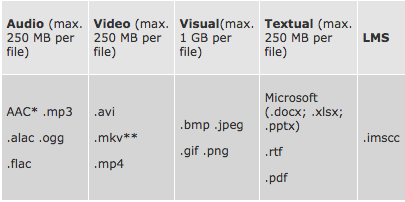 Audio (max.
250 MB per
file)
Video (max.
250 MB per
file)
Visual(max.
1 GB per
file)
Textual (max.
250 MB per
file)
LMS
AAC* .mp3
.alac .ogg
.flac
.avi
.mkv**
.mp4
.bmp .jpeg
.gif .png
Microsoft
(.docx; .xlsx;
.pptx)
.rtf
.pdf
.imscc